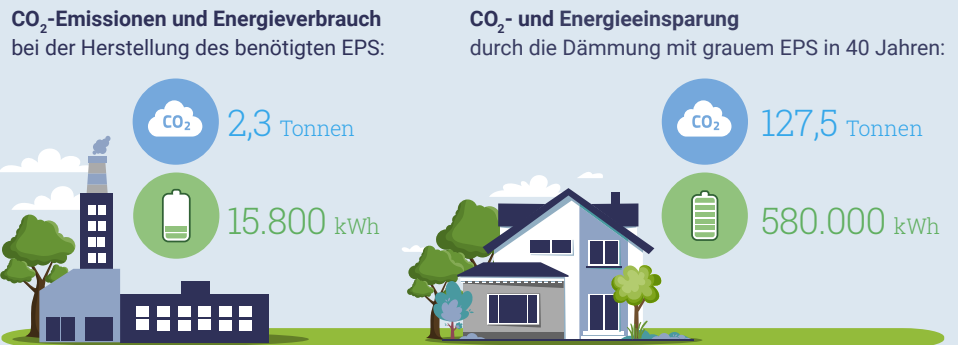 CO₂-Emissionen und Energieverbrauch
bei der Herstellung des benötigten EPS:
CO₂
2,3 Tonnen
15.800 kWh
CO₂- und Energieeinsparung
durch die Dämmung mit grauem EPS in 40 Jahren:
CO₂
127,5 Tonnen
580.000 kWh